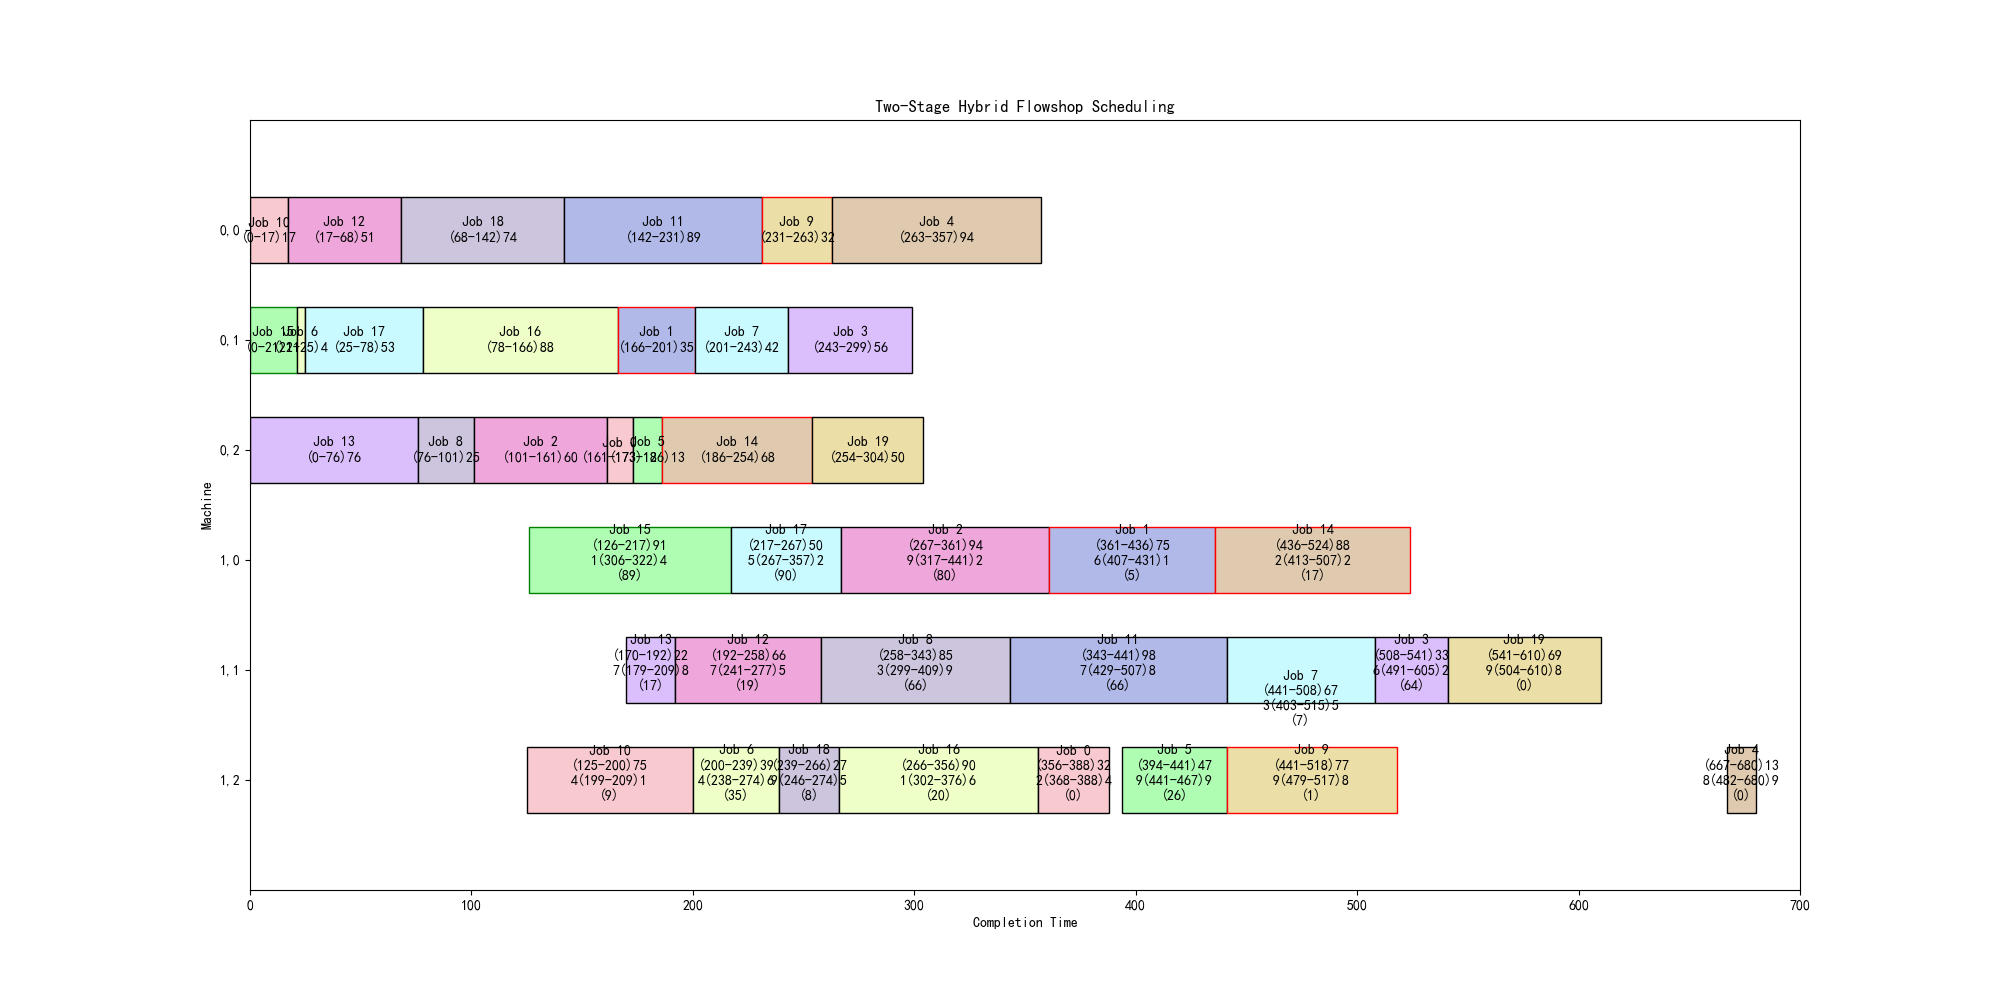 Two-Stage Hybrid Flowshop Scheduling
0,0
Job 10
(0-17)17
Job 12
(17-68)51
Job 18
(68-142)74
Job 11
(142-231)89
Job 9
(231-263)32
Job 4
(263-357)94
0,1
Job 15
Job 6
Job 17
(25-78)53
Job 16
(78-166)88
Job 1
(166-201)35
Job 7
(201-243)42
Job 3
(243-299)56
0,2
Job 13
(0-76)76
Job 8
(76-101)25
Job 2
(101-161)60
Job
Job 5
(173-186)13
Job 14
(186-254)68
Job 19
(254-304)50
Machine
1,0
Job 15
(126-217)91
1(306-322)4
(89)
Job 17
(217-267)50
5(267-357)2
(90)
Job 2
(267-361)94
9(317-441)2
(80)
Job 1
(361-436)75
6(407-431)1
(5)
Job 14
(436-524)88
2(413-507)2
(17)
1,1
Job 13
(170-192)22
7(179-209)8
(17)
Job 12
(192-258)66
7(241-277)5
(19)
Job 8
(258-343)85
3(299-409)9
(66)
Job 11
(343-441)98
7(429-507)8
(66)
Job 7
(441-508)67
3(403-515)5
(7)
Job 3
(508-541)33
6(491-605)2
(64)
Job 19
(541-610)69
9(504-610)8
(0)
1,2
Job 10
(125-200)75
4(199-209)1
(9)
Job 6
(200-239)39
4(238-274)6
(35)
Job 18
(239-266)27
9(246-274)5
(8)
Job 16
(266-356)90
1(302-376)6
(20)
Job 0
(356-388)32
2(368-388)4
(0)
Job 5
(394-441)47
9(441-467)9
(26)
Job 9
(441-518)77
9(479-517)8
(1)
Job 4
(667-680)13
8(482-680)9
(0)
0 100 200 300 400 500 600 700
Completion Time